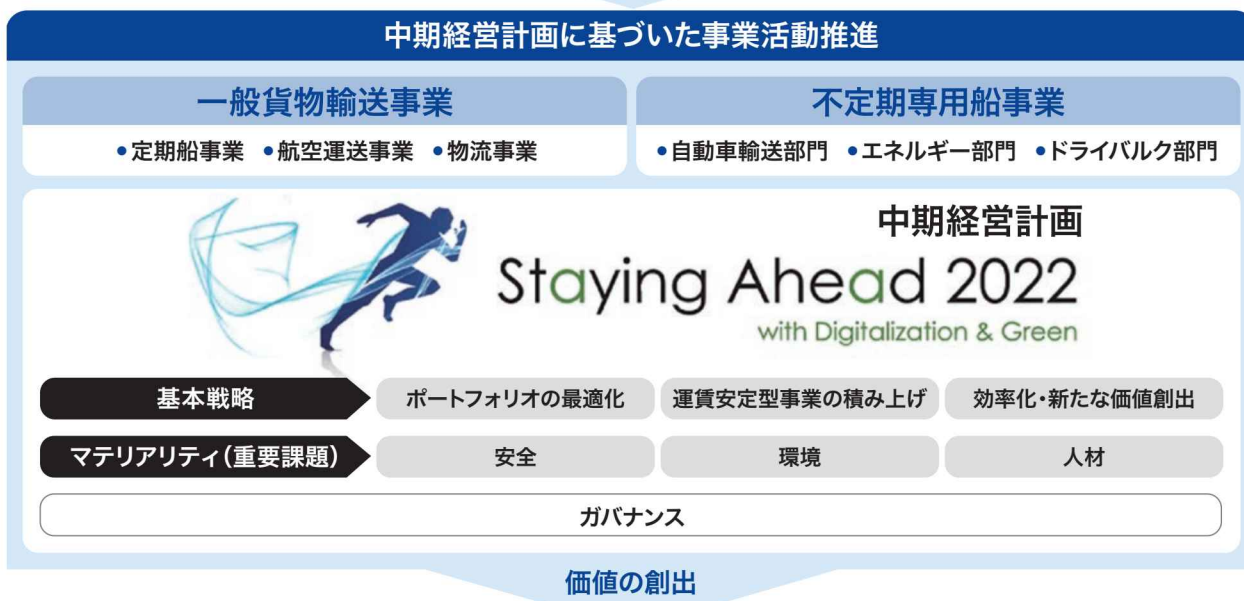 中期経営計画に基づいた事業活動推進
一般貨物輸送事業
•定期船事業 •航空運送事業 •物流事業
不定期専用船事業
•自動車輸送部門 •エネルギー部門 •ドライバルク部門
中期経営計画
Staying Ahead 2022
with Digitalization & Green
基本戦略
ポートフォリオの最適化
運賃安定型事業の積み上げ
効率化・新たな価値創出
マテリアリティ(重要課題)
安全
環境
人材
ガバナンス
価値の創出